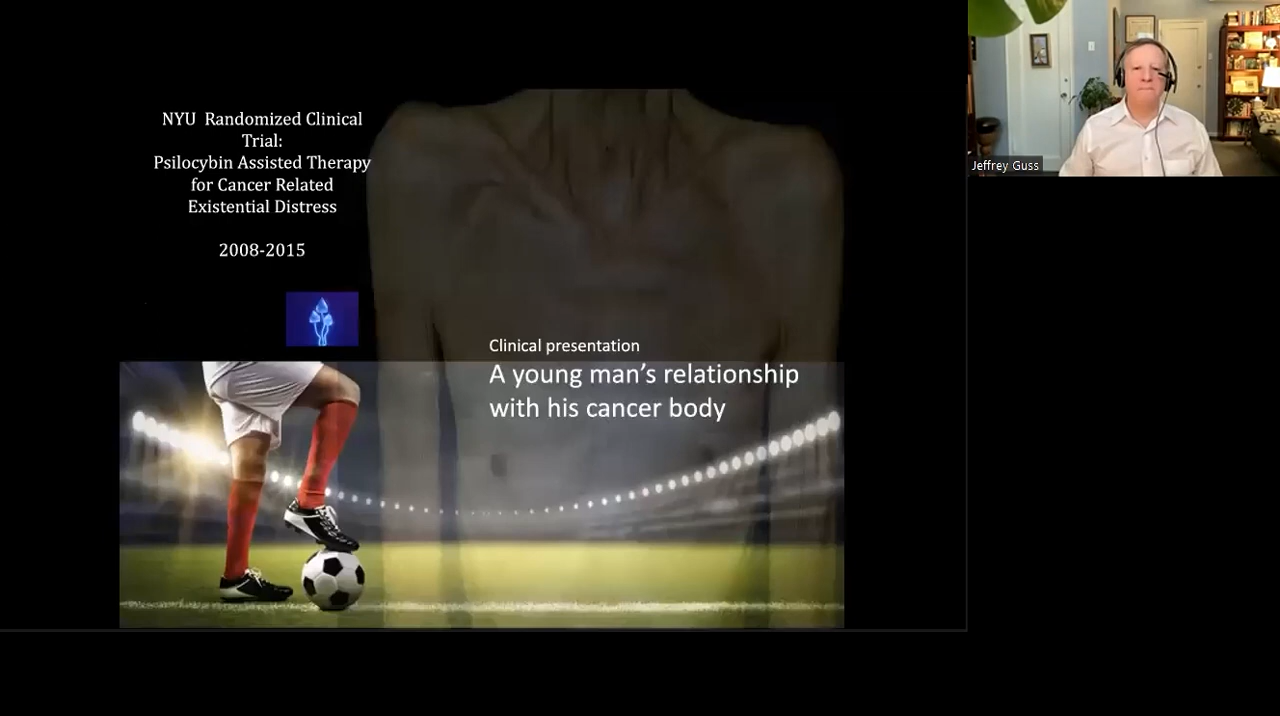 NYU Randomized Clinical
Trial:
Psilocybin Assisted Therapy
for Cancer Related
Existential Distress
2008-2015
Clinical presentation
A young man's relationship
with his cancer body
Jeffrey Guss